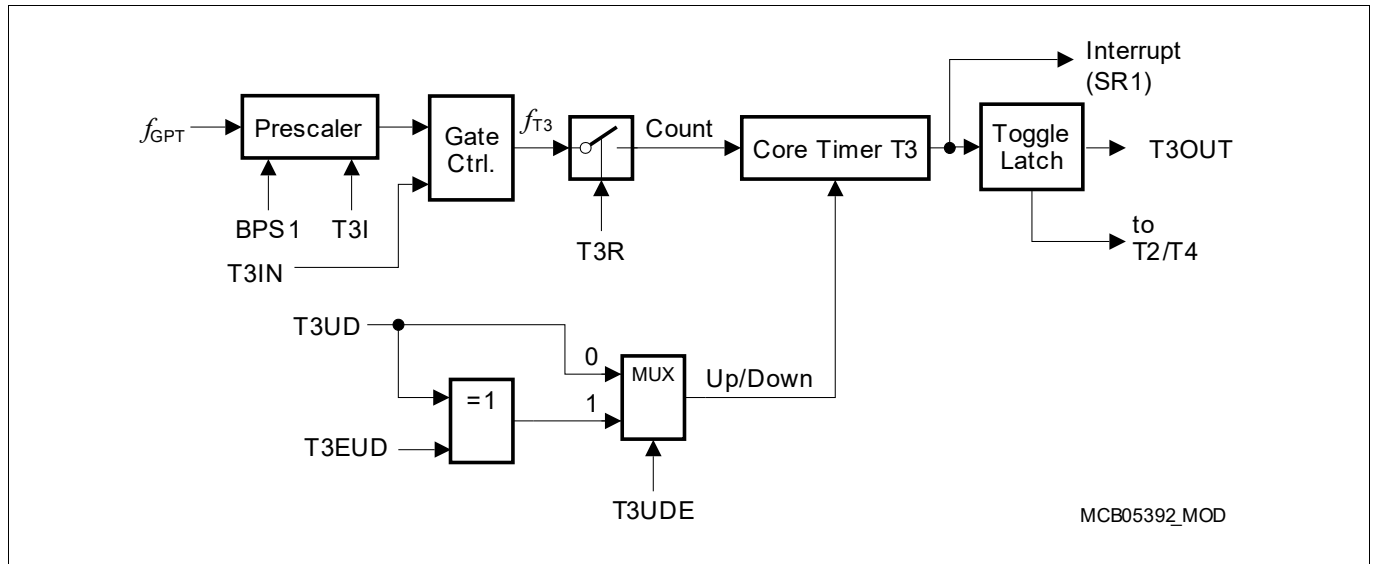 Interrupt
(SR1)
fGPT
Prescaler
Gate
Ctrl.
fT3
Count
Core Timer T3
Toggle
Latch
T3OUT
BPS1
T3I
T3IN
T3R
to
T2/T4
T3UD
0
MUX
Up/Down
=1
1
T3EUD
T3UDE
MCB05392_MOD